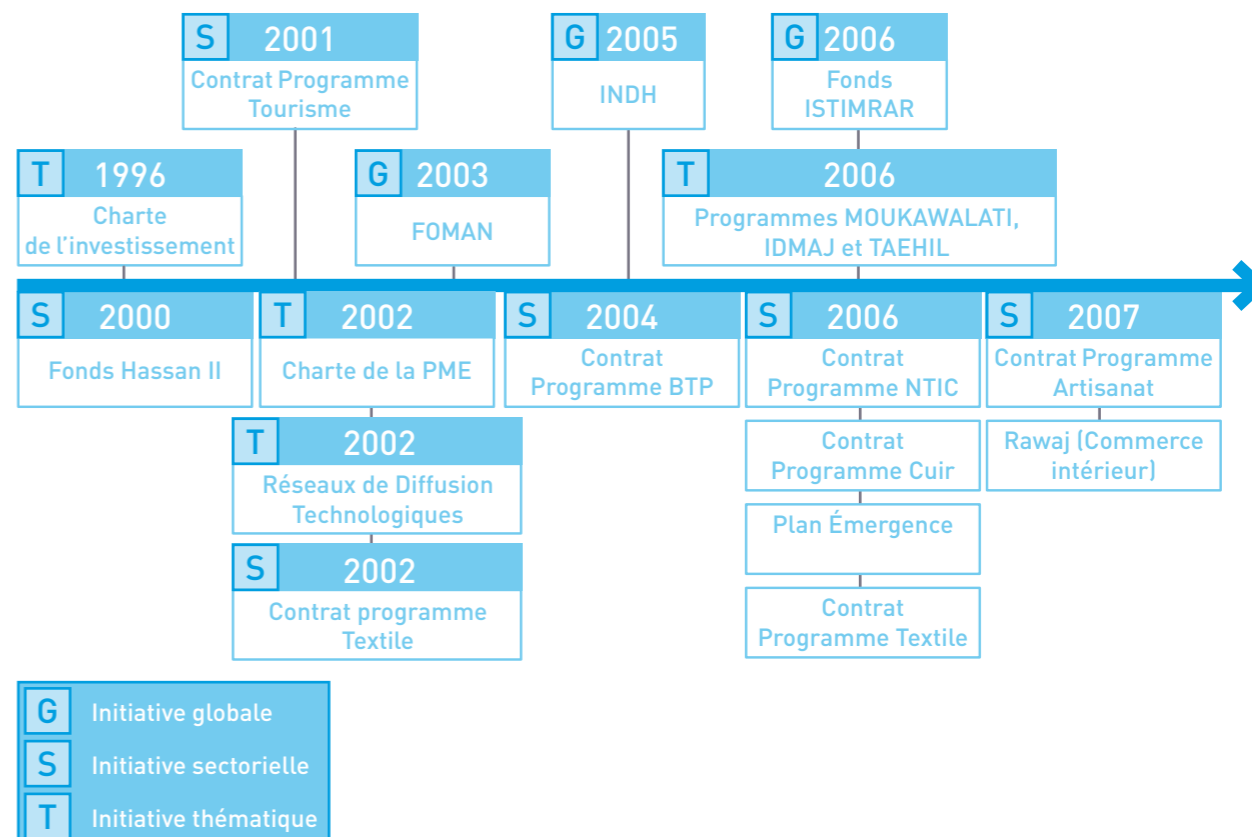 S 2001
Contrat Programme
Tourisme
G 2005
INDH
G 2006
Fonds
ISTIMRAR
T 1996
Charte
de l'investissement
G 2003
FOMAN
T 2006
Programmes MOUKAWALATI,
IDMAJ et TAEHIL
S 2000
Fonds Hassan II
T 2002
Charte de la PME
T 2002
Réseaux de Diffusion
Technologiques
S 2002
Contrat programme
Textile
S 2004
Contrat
Programme BTP
S 2006
Contrat
Programme NTIC
Contrat
Programme Cuir
Plan Émergence
Contrat
Programme Textile
S 2007
Contrat Programme
Artisanat
Rawaj (Commerce
intérieur)
G Initiative globale
S Initiative sectorielle
T Initiative thématique